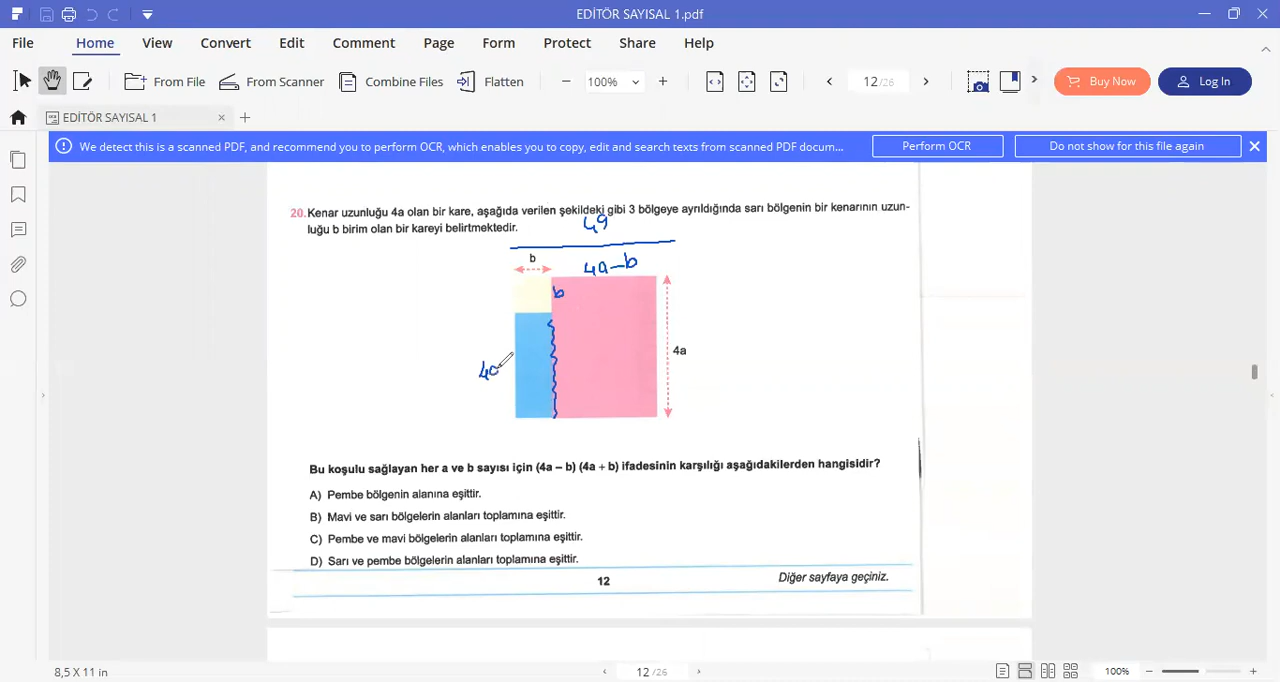 EDİTÖR SAYISAL 1.pdf
File Home View Convert Edit Comment Page Form Protect Share Help
From File From Scanner Combine Files Flatten 100% 12 /26 Buy Now Log In
EDİTÖR SAYISAL 1
We detect this is a scanned PDF, and recommend you to perform OCR, which enables you to copy, edit and search texts from scanned PDF docum... Perform OCR Do not show for this file again
20. Kenar uzunluğu 4a olan bir kare, aşağıda verilen şekildeki gibi 3 bölgeye ayrıldığında sarı bölgenin bir kenarının uzun-
luğu b birim olan bir kareyi belirtmektedir.
4a
b
4a-b
b
4a
4a
Bu koşulu sağlayan her a ve b sayısı için (4a – b) (4a + b) ifadesinin karşılığı aşağıdakilerden hangisidir?
A) Pembe bölgenin alanına eşittir.
B) Mavi ve sarı bölgelerin alanları toplamına eşittir.
C) Pembe ve mavi bölgelerin alanları toplamına eşittir.
D) Sarı ve pembe bölgelerin alanları toplamına eşittir.
12
Diğer sayfaya geçiniz.
8,5 X 11 in 12 /26 100%